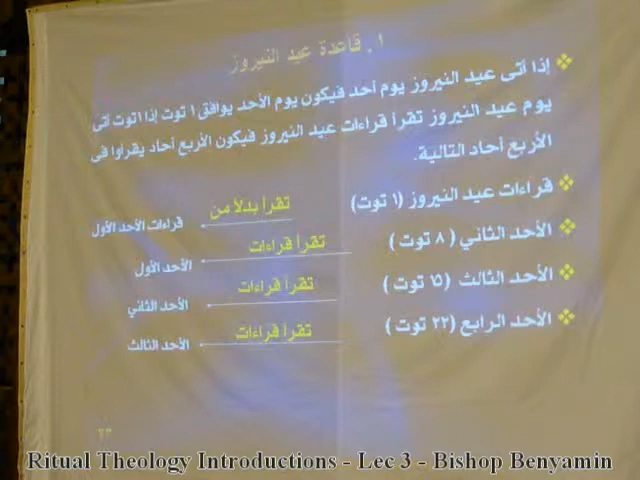 ١. قاعدة عيد النيروز
إذا أتى عيد النيروز يوم أحد فيكون يوم الأحد يوافق ١ توت إذا ١ توت أتى
يوم عيد النيروز تقرأ قراءات عيد النيروز فيكون الأربع أحاد يقرأوا فى
الأربع أحاد التالية.
قراءات عيد النيروز (١ توت) تقرأ بدلا من قراءات الأحد الأول
الأحد الثاني (٨ توت) تقرأ قراءات الأحد الأول
الأحد الثالث (١٥ توت) تقرأ قراءات الأحد الثاني
الأحد الرابع (٢٢ توت) تقرأ قراءات الأحد الثالث
٢٣
Ritual Theology Introductions - Lec 3 - Bishop Benyamin